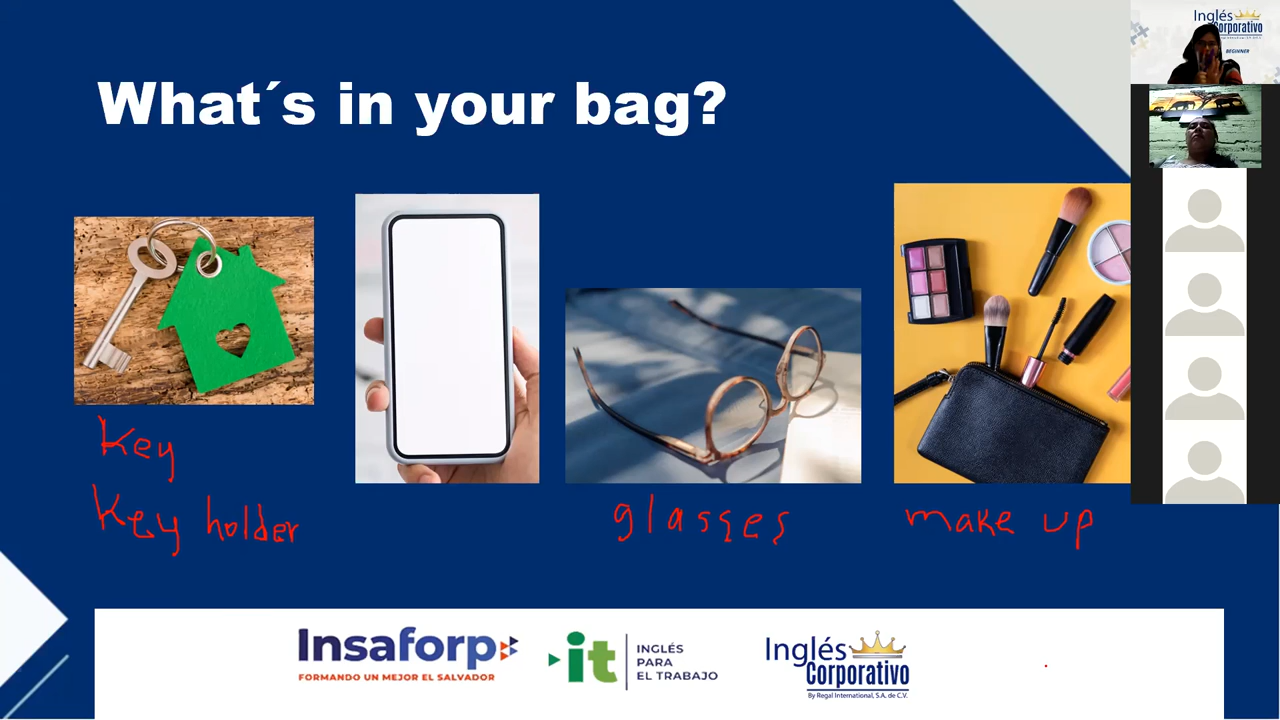 What´s in your bag?
Key
Key holder
glasses
make up
Insaforp
FORMANDO UN MEJOR EL SALVADOR
it
INGLÉS
PARA
EL TRABAJO
Inglés
Corporativo
By Regal International, S.A. de C.V.
Inglés
Corporativo
BEGINNER